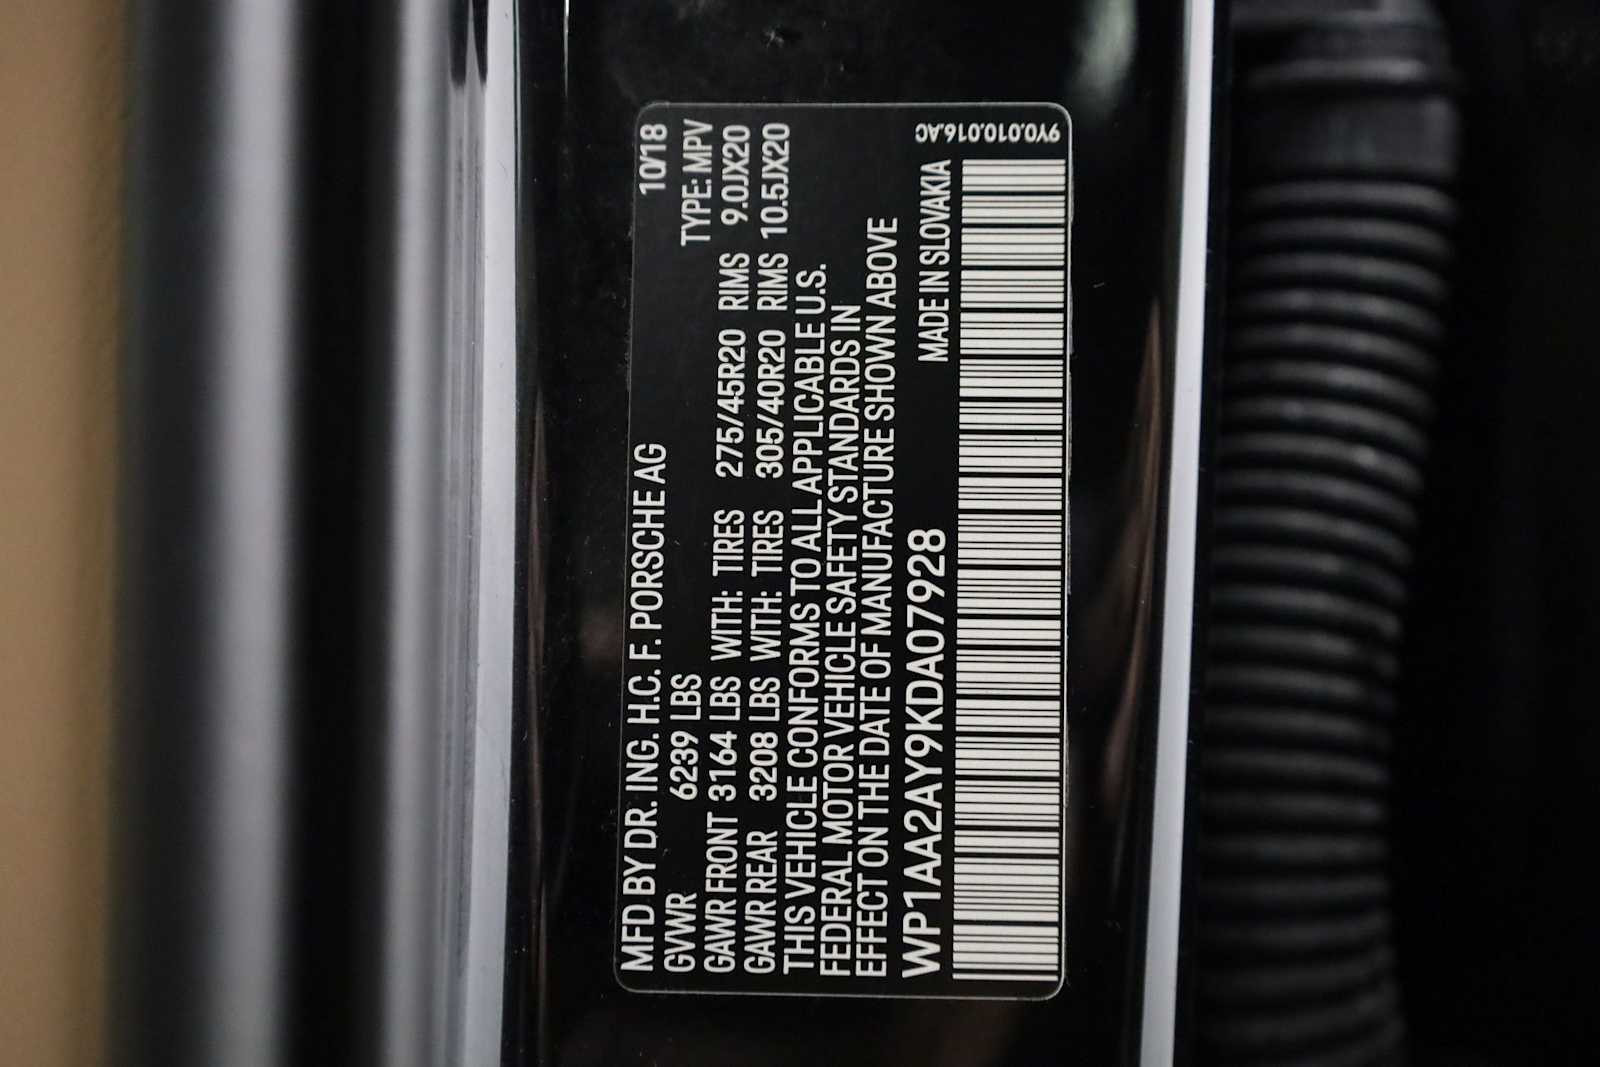 MFD BY DR. ING. H.C. F. PORSCHE AG 10/18
GVWR 6239 LBS TYPE: MPV
GAWR FRONT 3164 LBS WITH: TIRES 275/45R20 RIMS 9.0JX20
GAWR REAR 3208 LBS WITH: TIRES 305/40R20 RIMS 10.5JX20
THIS VEHICLE CONFORMS TO ALL APPLICABLE U.S.
FEDERAL MOTOR VEHICLE SAFETY STANDARDS IN
EFFECT ON THE DATE OF MANUFACTURE SHOWN ABOVE
WP1AA2AY9KDA07928 MADE IN SLOVAKIA
9Y0.010.016.AC